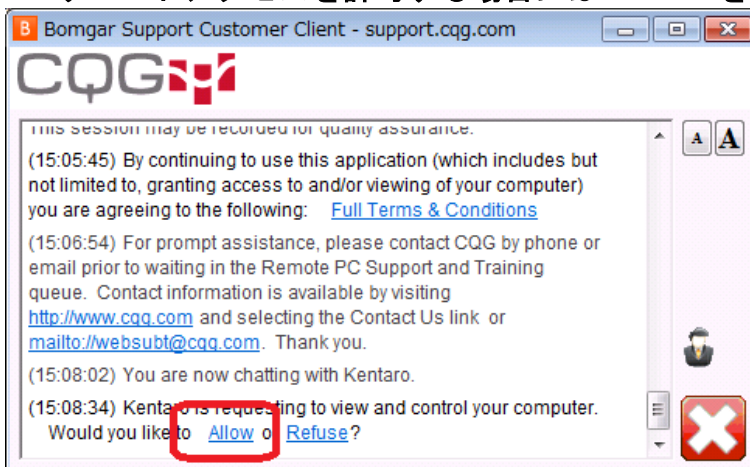 Bomgar Support Customer Client - support.cqg.com
CQG
This session may be recorded for quality assurance.
A A
(15:05:45) By continuing to use this application (which includes but
not limited to, granting access to and/or viewing of your computer)
you are agreeing to the following: Full Terms & Conditions
(15:06:54) For prompt assistance, please contact CQG by phone or
email prior to waiting in the Remote PC Support and Training
queue. Contact information is available by visiting
http://www.cqg.com and selecting the Contact Us link or
mailto://websubt@cqg.com. Thank you.
(15:08:02) You are now chatting with Kentaro.
(15:08:34) Kentaro is requesting to view and control your computer.
Would you like to Allow or Refuse?